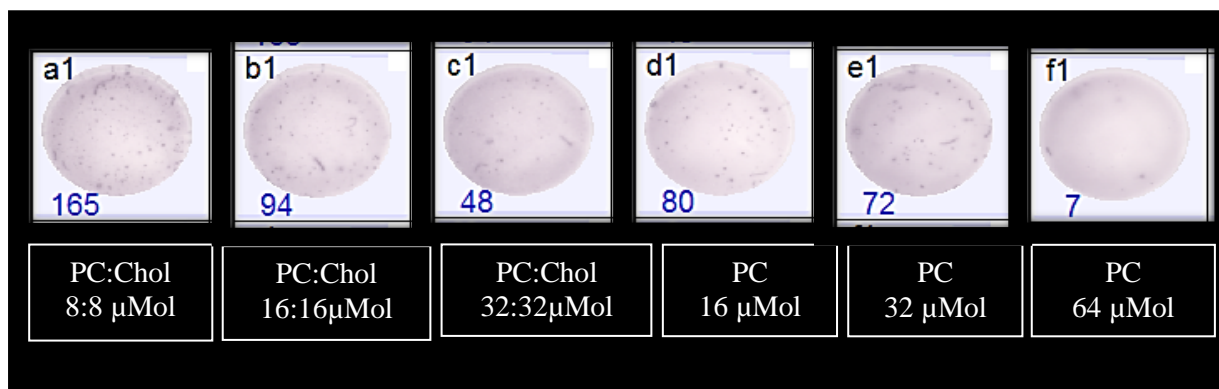 a1
b1
c1
d1
e1
f1
165
94
48
80
72
7
PC:Chol
8:8 µMol
PC:Chol
16:16µMol
PC:Chol
32:32µMol
PC
16 µMol
PC
32 µMol
PC
64 µMol